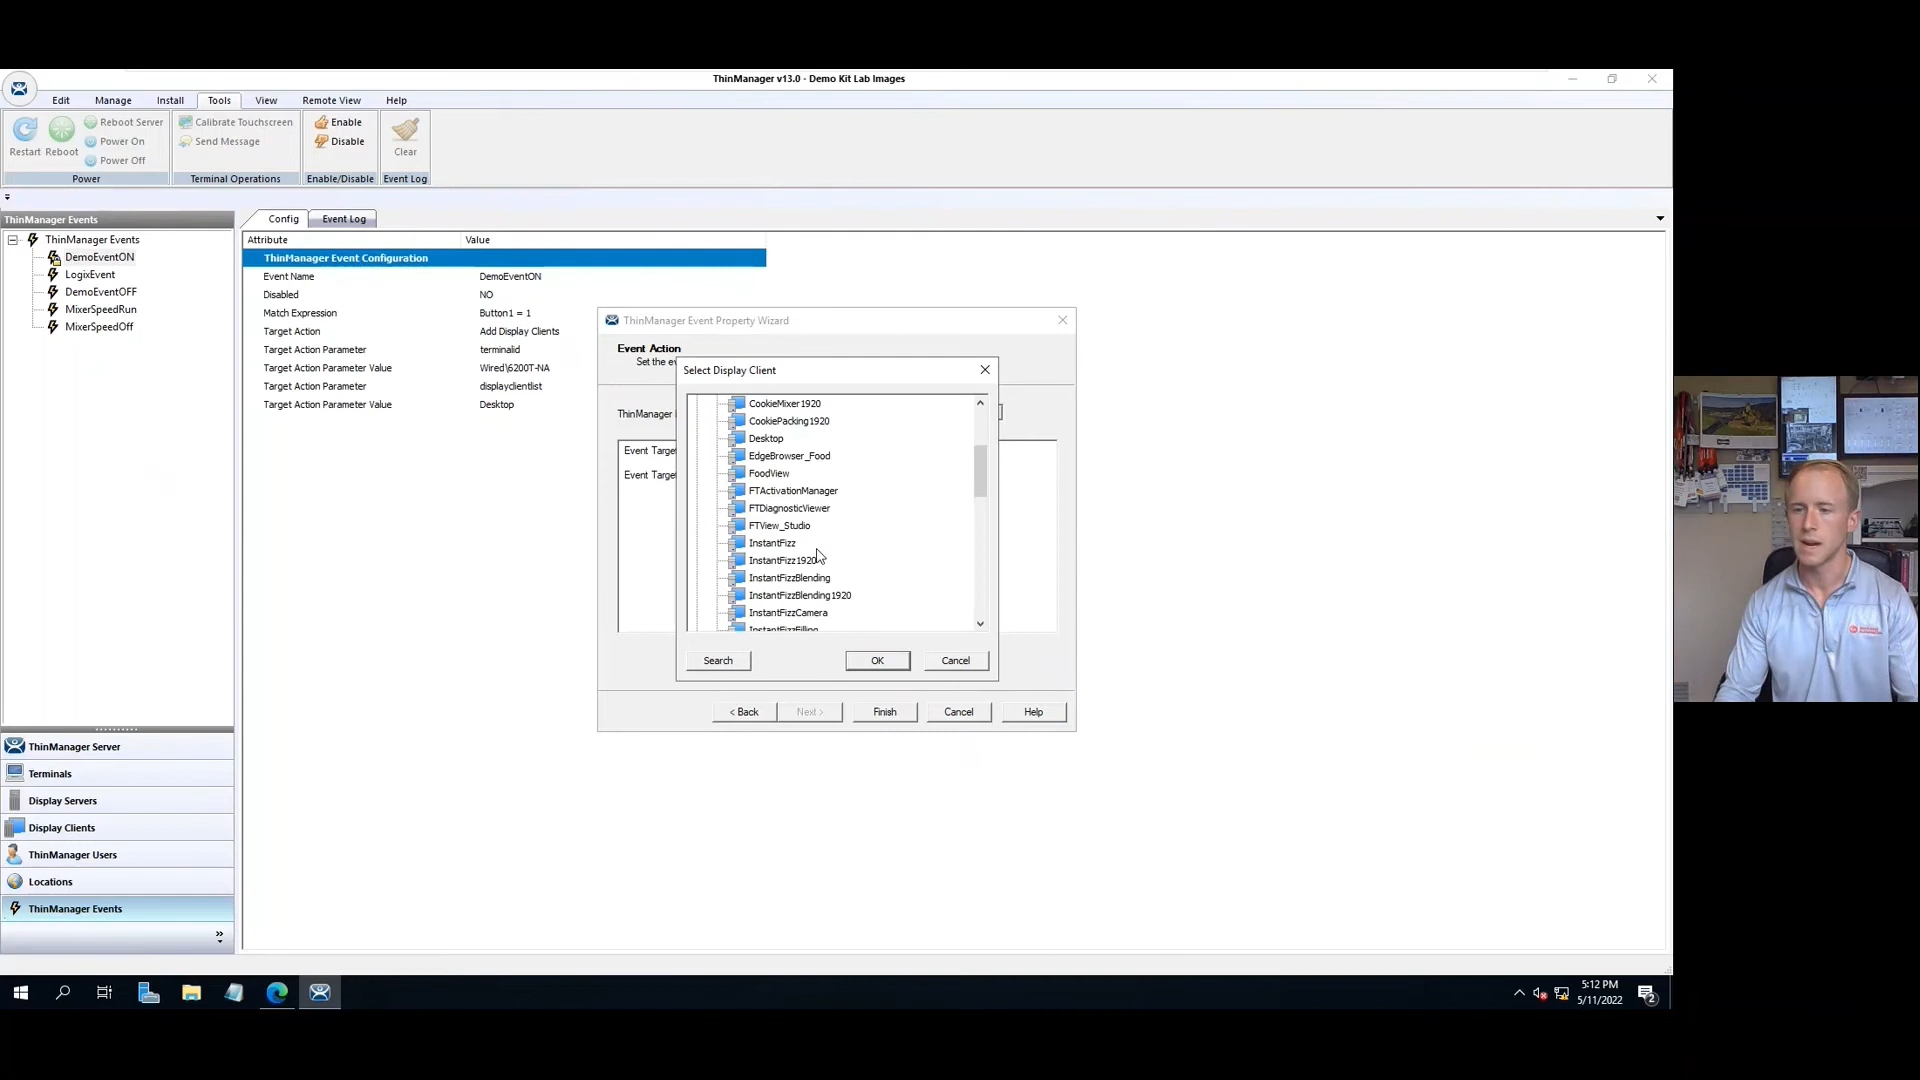 ThinManager v13.0 - Demo Kit Lab Images
Edit Manage Install Tools View Remote View Help
Restart Reboot Reboot Server Power On Power Off
Calibrate Touchscreen
Send Message
Enable
Disable
Clear
Power Terminal Operations Enable/Disable Event Log
ThinManager Events
ThinManager Events
DemoEventON
LogixEvent
DemoEventOFF
MixerSpeedRun
MixerSpeedOff
ThinManager Server
Terminals
Display Servers
Display Clients
ThinManager Users
Locations
ThinManager Events
Config Event Log
Attribute Value
ThinManager Event Configuration
Event Name DemoEventON
Disabled NO
Match Expression Button1 = 1
Target Action Add Display Clients
Target Action Parameter terminalid
Target Action Parameter Value Wired\6200T-NA
Target Action Parameter displayclientlist
Target Action Parameter Value Desktop
ThinManager Event Property Wizard
Event Action
Set the ev
ThinManager
Event Target
Event Target
Select Display Client
CookieMixer1920
CookiePacking1920
Desktop
EdgeBrowser_Food
FoodView
FTActivationManager
FTDiagnosticViewer
FTView_Studio
InstantFizz
InstantFizz1920
InstantFizzBlending
InstantFizzBlending1920
InstantFizzCamera
InstantFizzFilling
Search OK Cancel
< Back Next > Finish Cancel Help
5:12 PM
5/11/2022
2